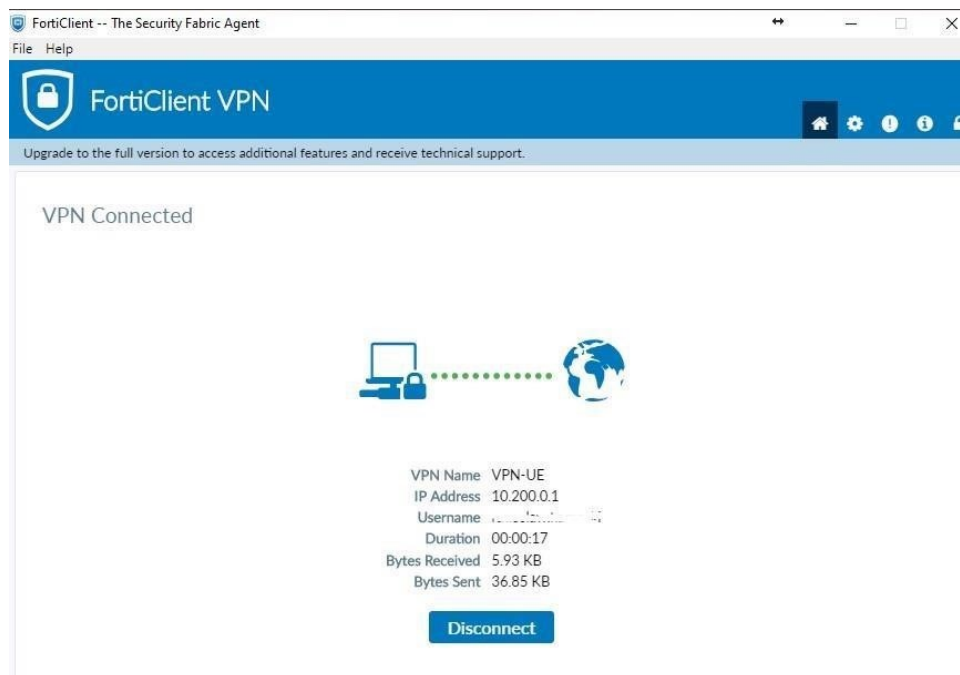 FortiClient -- The Security Fabric Agent
File Help
FortiClient VPN
Upgrade to the full version to access additional features and receive technical support.
VPN Connected
VPN Name VPN-UE
IP Address 10.200.0.1
Username
Duration 00:00:17
Bytes Received 5.93 KB
Bytes Sent 36.85 KB
Disconnect